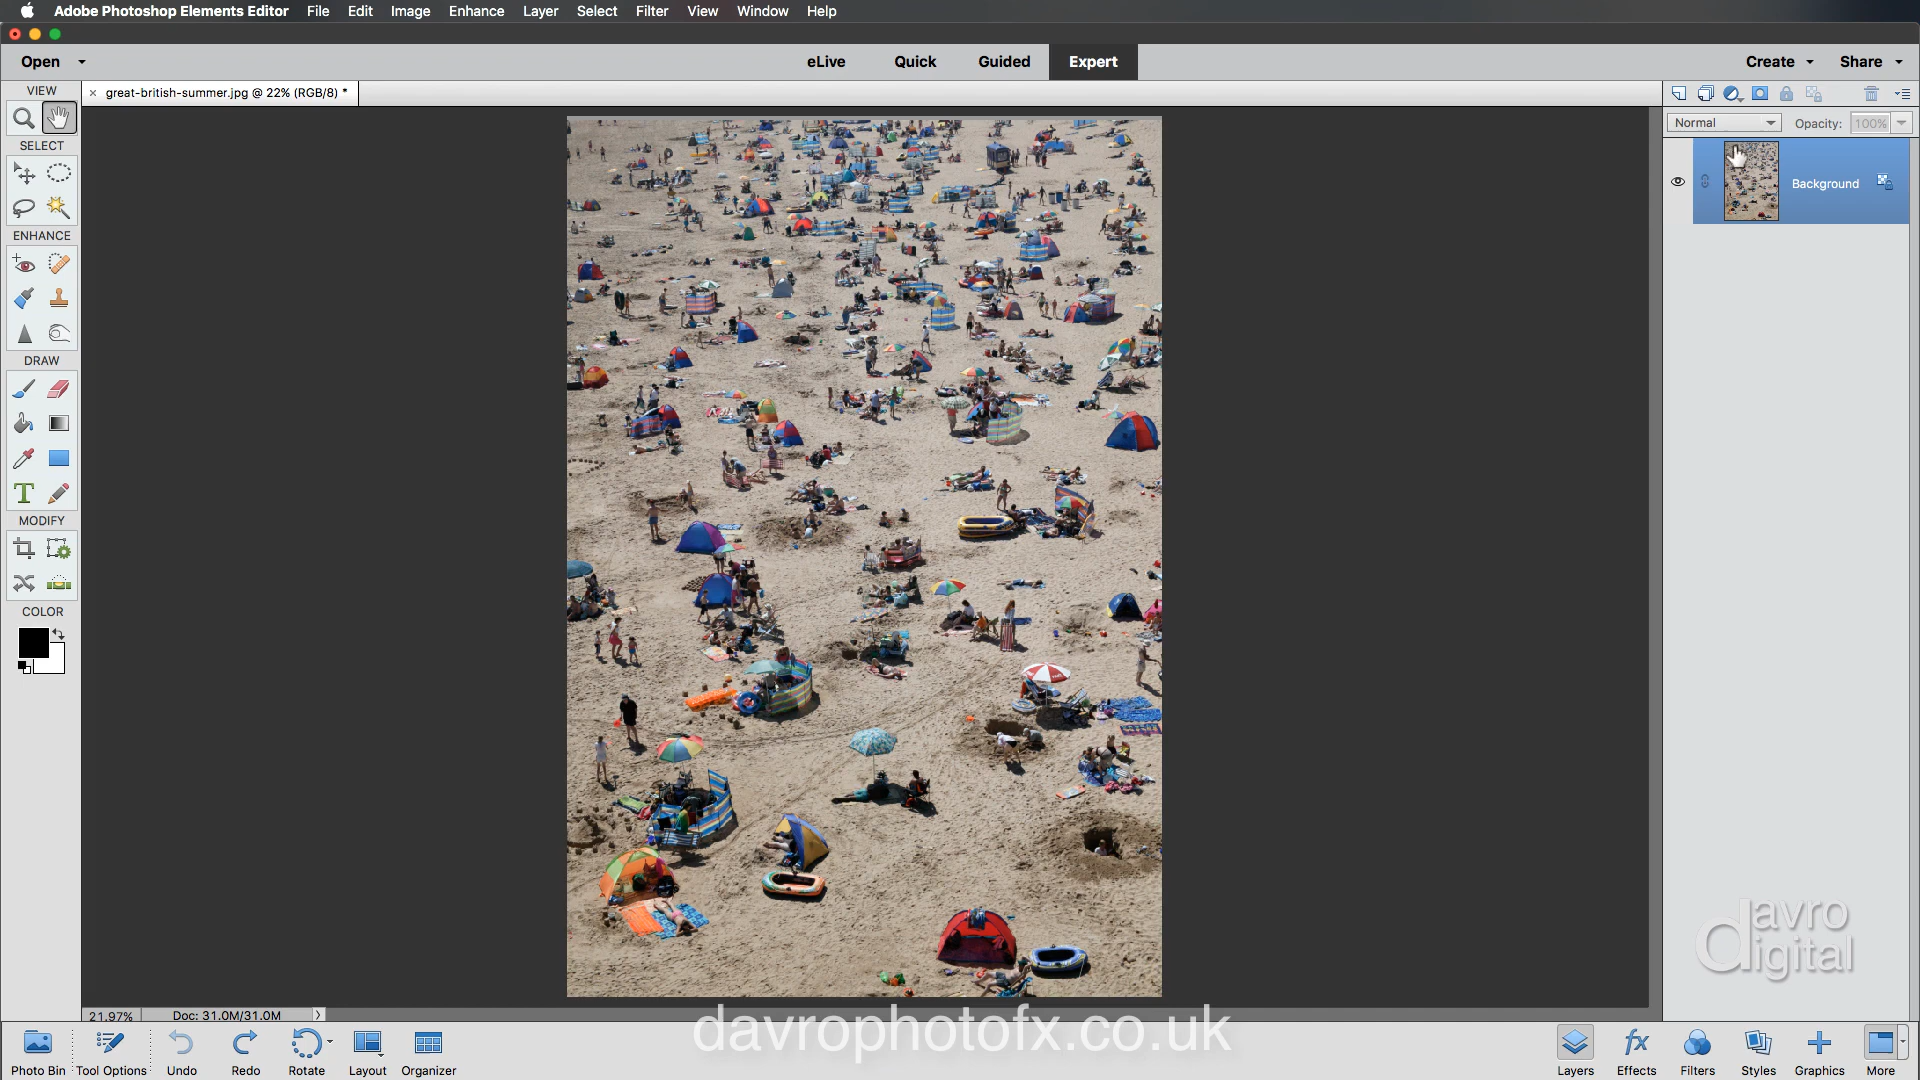 Adobe Photoshop Elements Editor File Edit Image Enhance Layer Select Filter View Window Help
Open eLive Quick Guided Expert Create Share
VIEW
× great-british-summer.jpg @ 22% (RGB/8) *
Normal Opacity: 100%
SELECT
Background
ENHANCE
DRAW
T
MODIFY
COLOR
davro
digital
21.97% Doc: 31.0M/31.0M
davrophotofx.co.uk
fx
Photo Bin Tool Options Undo Redo Rotate Layout Organizer Layers Effects Filters Styles Graphics More